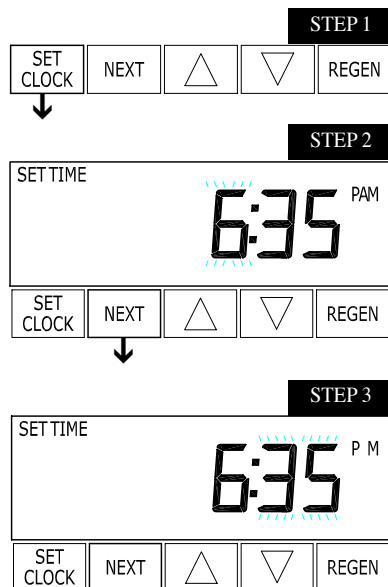 STEP 1
SET CLOCK NEXT REGEN
STEP 2
SET TIME
6:35 PAM
SET CLOCK NEXT REGEN
STEP 3
SET TIME
6:35 P M
SET CLOCK NEXT REGEN